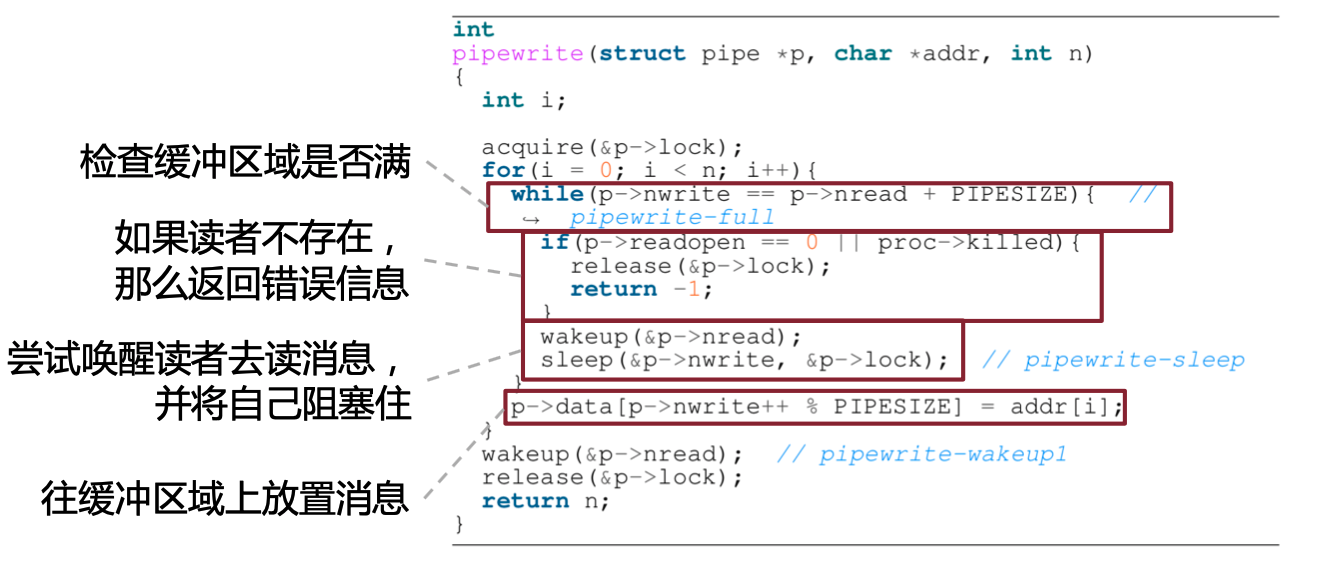 int
pipewrite(struct pipe *p, char *addr, int n)
{
int i;
acquire(&p->lock);
for(i = 0; i < n; i++){
while(p->nwrite == p->nread + PIPESIZE){ //
↪ pipewrite-full
if(p->readopen == 0 || proc->killed){
release(&p->lock);
return -1;
}
wakeup(&p->nread);
sleep(&p->nwrite, &p->lock); // pipewrite-sleep
}
p->data[p->nwrite++ % PIPESIZE] = addr[i];
}
wakeup(&p->nread); // pipewrite-wakeup1
release(&p->lock);
return n;
}
检查缓冲区域是否满
如果读者不存在，
那么返回错误信息
尝试唤醒读者去读消息，
并将自己阻塞住
往缓冲区域上放置消息